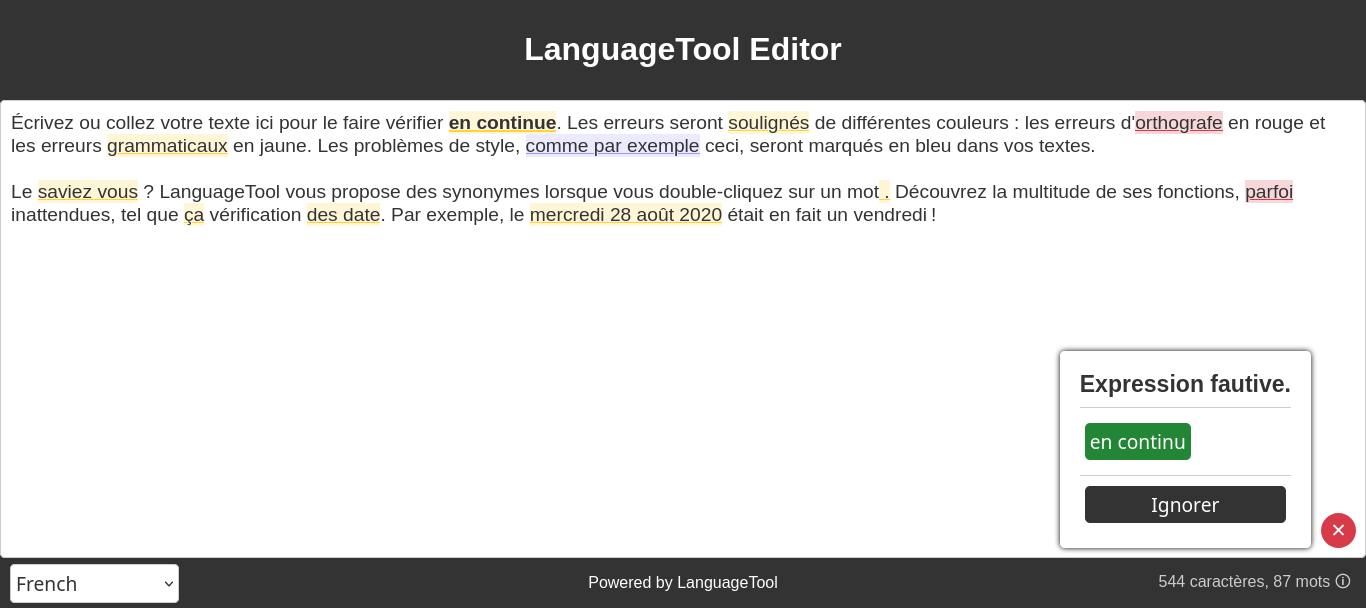 LanguageTool Editor
Écrivez ou collez votre texte ici pour le faire vérifier en continue. Les erreurs seront soulignés de différentes couleurs : les erreurs d'orthografe en rouge et
les erreurs grammaticaux en jaune. Les problèmes de style, comme par exemple ceci, seront marqués en bleu dans vos textes.
Le saviez vous ? LanguageTool vous propose des synonymes lorsque vous double-cliquez sur un mot . Découvrez la multitude de ses fonctions, parfoi
inattendues, tel que ça vérification des date. Par exemple, le mercredi 28 août 2020 était en fait un vendredi !
Expression fautive.
en continu
Ignorer
French
Powered by LanguageTool
544 caractères, 87 mots